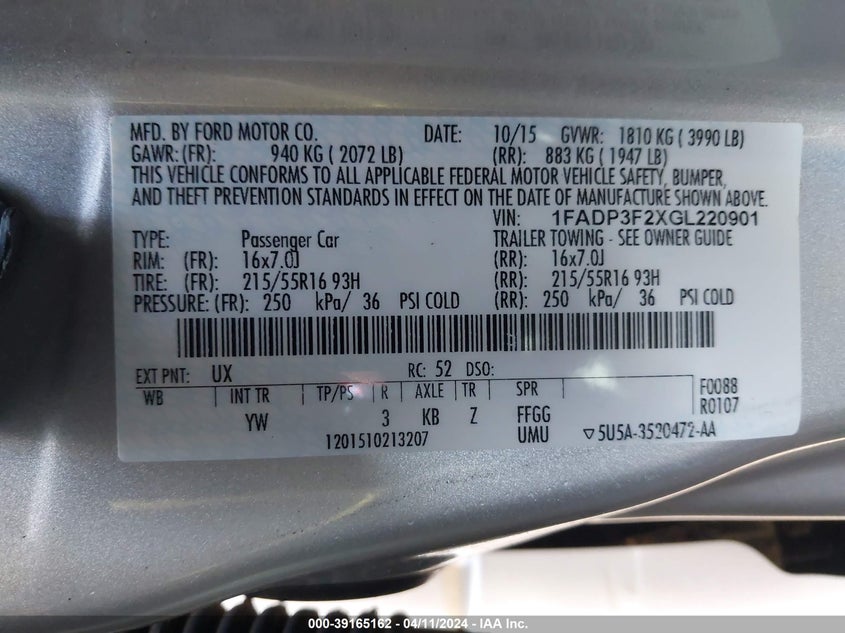 MFD. BY FORD MOTOR CO. DATE: 10/15 GVWR: 1810 KG ( 3990 LB)
GAWR: (FR): 940 KG ( 2072 LB) (RR): 883 KG ( 1947 LB)
THIS VEHICLE CONFORMS TO ALL APPLICABLE FEDERAL MOTOR VEHICLE SAFETY, BUMPER,
AND THEFT PREVENTION STANDARDS IN EFFECT ON THE DATE OF MANUFACTURE SHOWN ABOVE.
VIN: 1FADP3F2XGL220901
TYPE: Passenger Car TRAILER TOWING - SEE OWNER GUIDE
RIM: (FR): 16x7.0J (RR): 16x7.0J
TIRE: (FR): 215/55R16 93H (RR): 215/55R16 93H
PRESSURE: (FR): 250 kPa/ 36 PSI COLD (RR): 250 kPa/ 36 PSI COLD
EXT PNT: UX RC: 52 DSO:
WB INT TR TP/PS R AXLE TR SPR F0088
YW 3 KB Z FFGG R0107
1201510213207 UMU ▽5U5A-3520472-AA
000-39165162 - 04/11/2024 - IAA Inc.